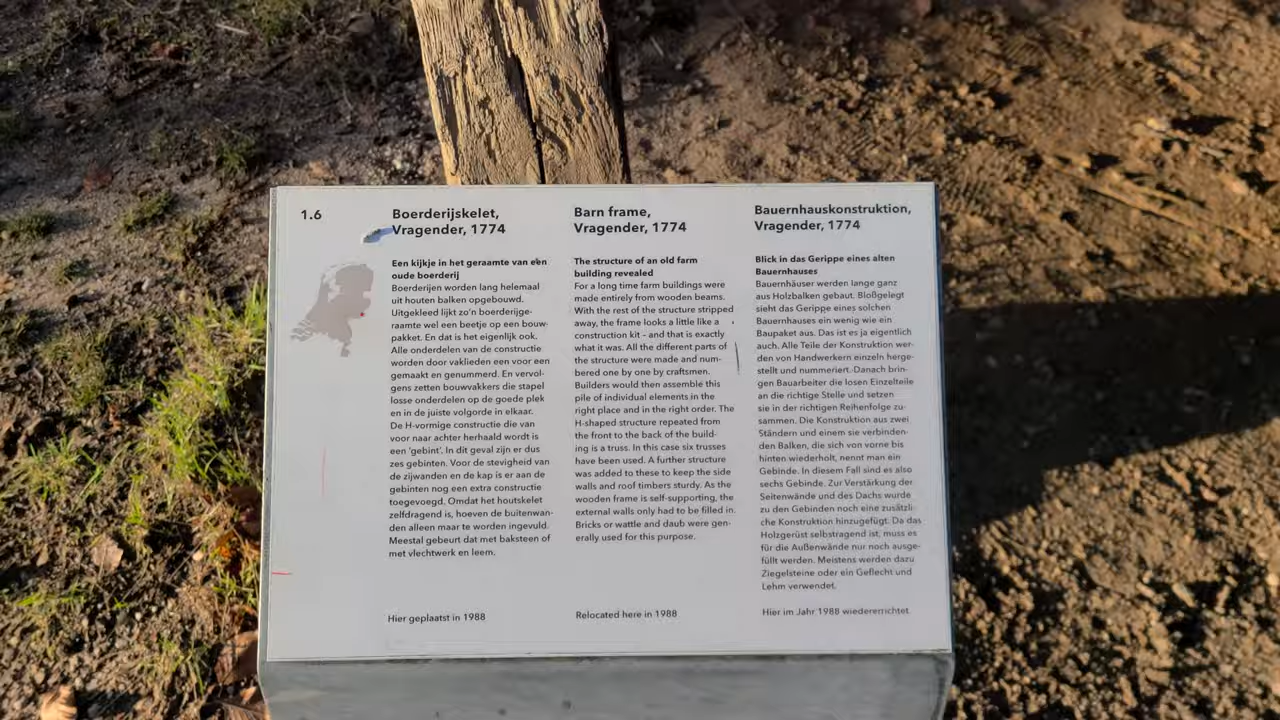 1.6
Boerderijskelet,
Vragender, 1774
Een kijkje in het geraamte van een
oude boerderij
Boerderijen worden lang helemaal
uit houten balken opgebouwd.
Uitgekleed lijkt zo'n boerderijge-
raamte wel een beetje op een bouw-
pakket. En dat is het eigenlijk ook.
Alle onderdelen van de constructie
worden door vaklieden een voor een
gemaakt en genummerd. En vervol-
gens zetten bouwvakkers die stapel
losse onderdelen op de goede plek
en in de juiste volgorde in elkaar.
De H-vormige constructie die van
voor naar achter herhaald wordt is
een 'gebint'. In dit geval zijn er dus
zes gebinten. Voor de stevigheid van
de zijwanden en de kap is er aan de
gebinten nog een extra constructie
toegevoegd. Omdat het houtskelet
zelfdragend is, hoeven de buitenwan-
den alleen maar te worden ingevuld.
Meestal gebeurt dat met baksteen of
met vlechtwerk en leem.
Hier geplaatst in 1988
Barn frame,
Vragender, 1774
The structure of an old farm
building revealed
For a long time farm buildings were
made entirely from wooden beams.
With the rest of the structure stripped
away, the frame looks a little like a
construction kit – and that is exactly
what it was. All the different parts of
the structure were made and num-
bered one by one by craftsmen.
Builders would then assemble this
pile of individual elements in the
right place and in the right order. The
H-shaped structure repeated from
the front to the back of the build-
ing is a truss. In this case six trusses
have been used. A further structure
was added to these to keep the side
walls and roof timbers sturdy. As the
wooden frame is self-supporting, the
external walls only had to be filled in.
Bricks or wattle and daub were gen-
erally used for this purpose.
Relocated here in 1988
Bauernhauskonstruktion,
Vragender, 1774
Blick in das Gerippe eines alten
Bauernhauses
Bauernhäuser werden lange ganz
aus Holzbalken gebaut. Bloßgelegt
sieht das Gerippe eines solchen
Bauernhauses ein wenig wie ein
Baupaket aus. Das ist es ja eigentlich
auch. Alle Teile der Konstruktion wer-
den von Handwerkern einzeln herge-
stellt und nummeriert. Danach brin-
gen Bauarbeiter die losen Einzelteile
an die richtige Stelle und setzen
sie in der richtigen Reihenfolge zu-
sammen. Die Konstruktion aus zwei
Ständern und einem sie verbinden-
den Balken, die sich von vorne bis
hinten wiederholt, nennt man ein
Gebinde. In diesem Fall sind es also
sechs Gebinde. Zur Verstärkung der
Seitenwände und des Dachs wurde
zu den Gebinden noch eine zusätzli-
che Konstruktion hinzugefügt. Da das
Holzgerüst selbstragend ist, muss es
für die Außenwände nur noch ausge-
füllt werden. Meistens werden dazu
Ziegelsteine oder ein Geflecht und
Lehm verwendet.
Hier im Jahr 1988 wiedererrichtet